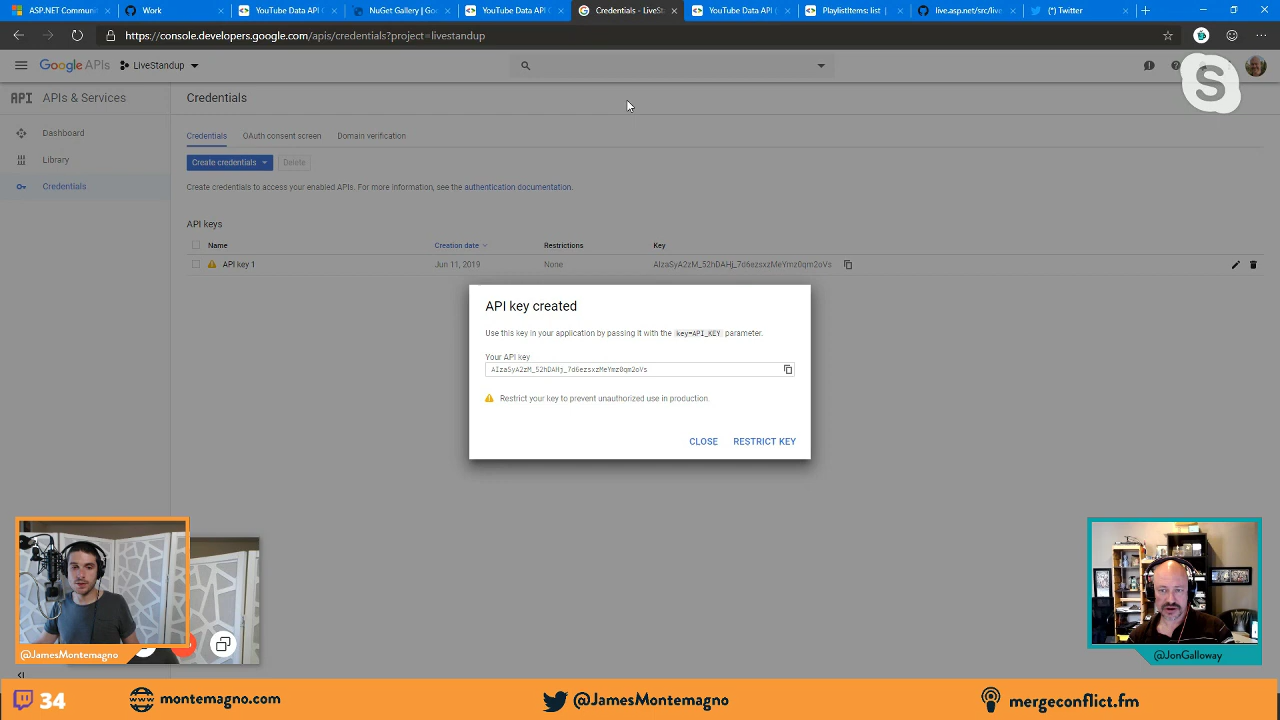 ASP.NET Commun
Work
YouTube Data API (
NuGet Gallery | Goo
YouTube Data API (
Credentials - LiveSt
YouTube Data API (
PlaylistItems: list |
live.asp.net/src/live
(*) Twitter
https://console.developers.google.com/apis/credentials?project=livestandup
Google APIs
LiveStandup
API
APIs & Services
Credentials
Dashboard
Library
Credentials
Credentials
OAuth consent screen
Domain verification
Create credentials
Delete
Create credentials to access your enabled APIs. For more information, see the authentication documentation.
API keys
Name
Creation date
Restrictions
Key
API key 1
Jun 11, 2019
None
AIzaSyA2zM_52hDAHj_7d6ezsxzMeYmz0qm2oVs
API key created
Use this key in your application by passing it with the key=API_KEY parameter.
Your API key
AIzaSyA2zM_52hDAHj_7d6ezsxzMeYmz0qm2oVs
Restrict your key to prevent unauthorized use in production.
CLOSE
RESTRICT KEY
@JamesMontemagno
@JonGalloway
34
montemagno.com
@JamesMontemagno
mergeconflict.fm